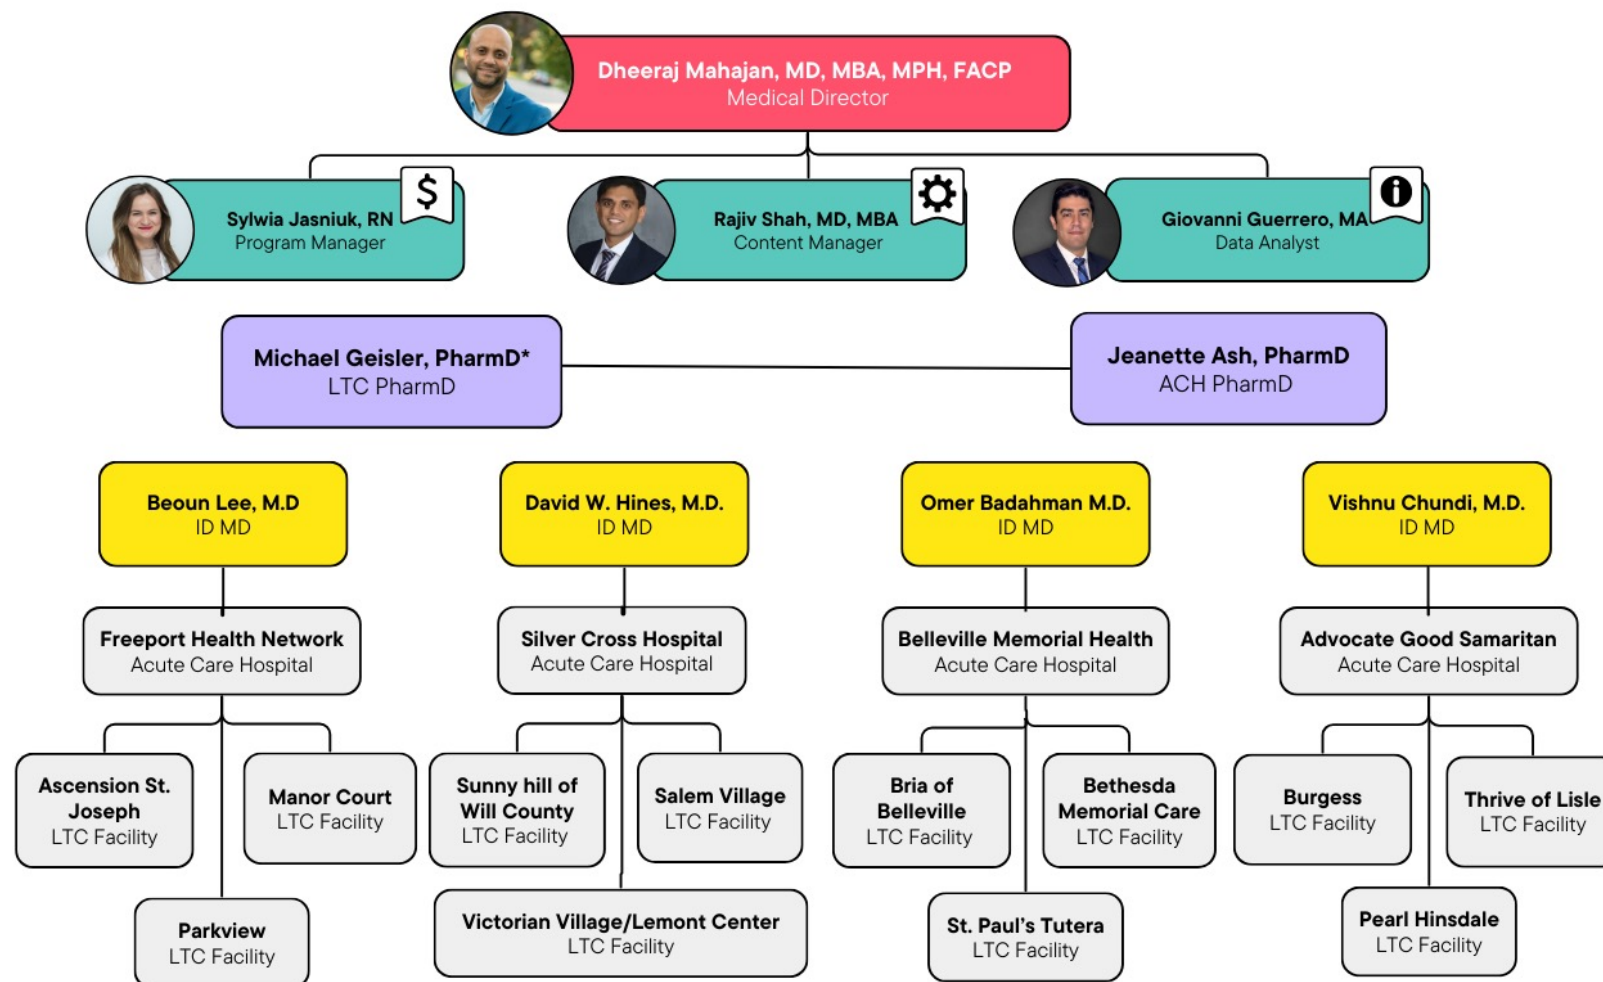 Dheeraj Mahajan, MD, MBA, MPH, FACP
Medical Director
$
Sylwia Jasniuk, RN
Program Manager
Rajiv Shah, MD, MBA
Content Manager
i
Giovanni Guerrero, MA
Data Analyst
Michael Geisler, PharmD*
LTC PharmD
Jeanette Ash, PharmD
ACH PharmD
Beoun Lee, M.D
ID MD
David W. Hines, M.D.
ID MD
Omer Badahman M.D.
ID MD
Vishnu Chundi, M.D.
ID MD
Freeport Health Network
Acute Care Hospital
Silver Cross Hospital
Acute Care Hospital
Belleville Memorial Health
Acute Care Hospital
Advocate Good Samaritan
Acute Care Hospital
Ascension St.
Joseph
LTC Facility
Manor Court
LTC Facility
Sunny hill of
Will County
LTC Facility
Salem Village
LTC Facility
Bria of
Belleville
LTC Facility
Bethesda
Memorial Care
LTC Facility
Burgess
LTC Facility
Thrive of Lisle
LTC Facility
Parkview
LTC Facility
Victorian Village/Lemont Center
LTC Facility
St. Paul's Tutera
LTC Facility
Pearl Hinsdale
LTC Facility